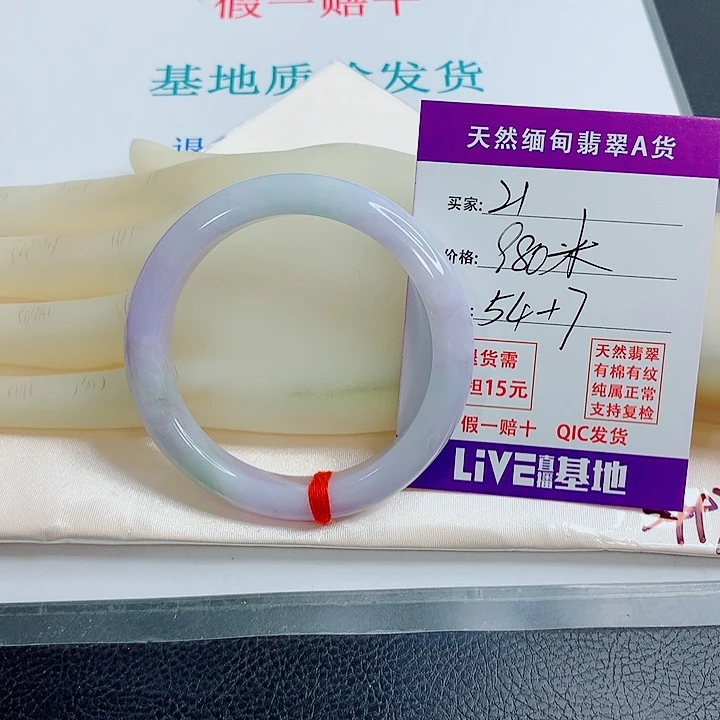 假一赔十
基地质检发货
退
天然缅甸翡翠A货
买家: 21
价格: 980米
: 54+7
退货需
担15元
天然翡翠
有棉有纹
纯属正常
支持复检
假一赔十 QIC发货
LiVE直播基地